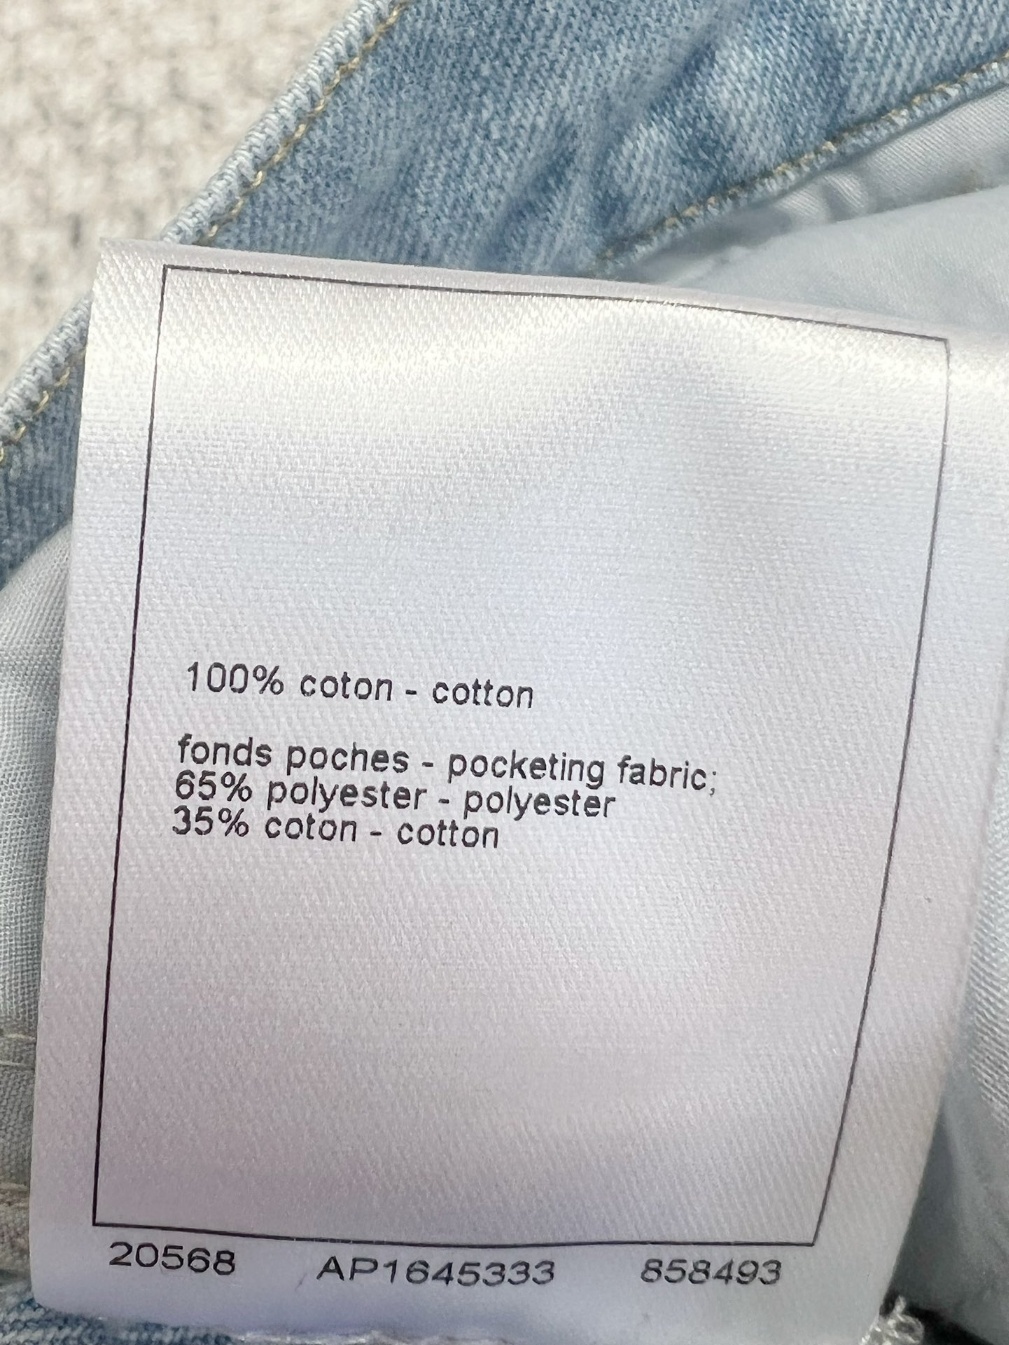 100% coton - cotton
fonds poches - pocketing fabric;
65% polyester - polyester
35% coton - cotton
20568 AP1645333 858493